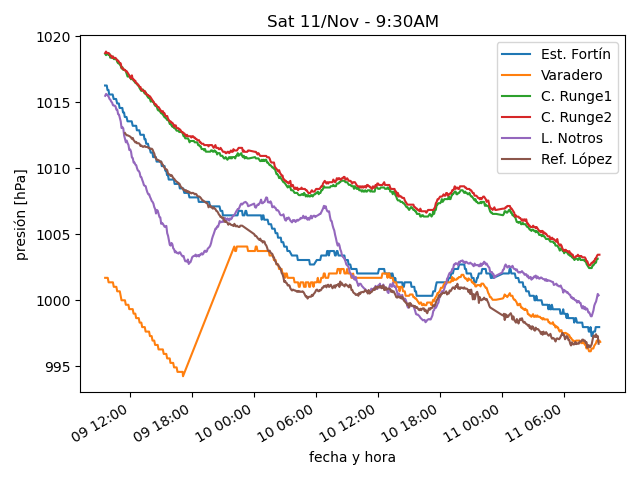 Sat 11/Nov - 9:30AM
1020
1015
1010
1005
1000
995
presión [hPa]
Est. Fortín
Varadero
C. Runge1
C. Runge2
L. Notros
Ref. López
09 12:00
09 18:00
10 00:00
10 06:00
10 12:00
10 18:00
11 00:00
11 06:00
fecha y hora